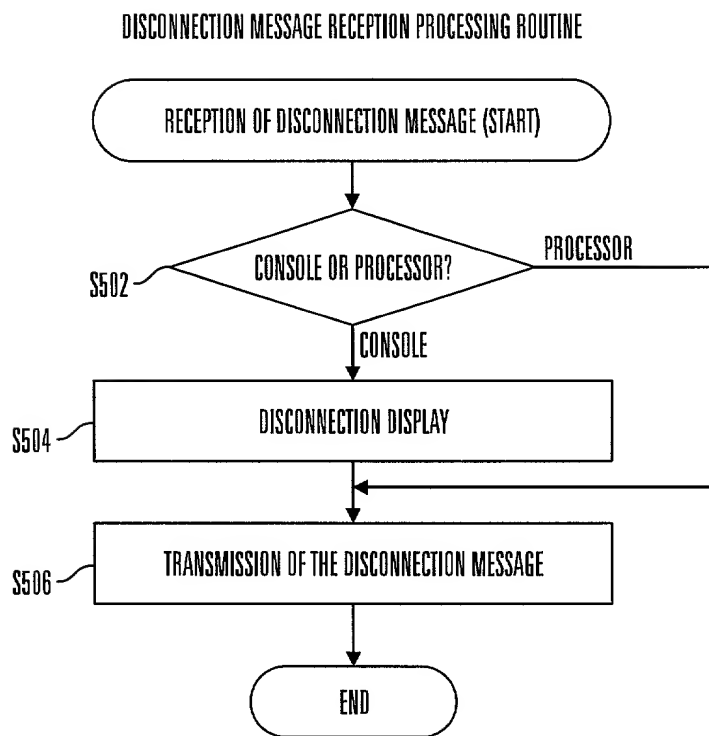 DISCONNECTION MESSAGE RECEPTION PROCESSING ROUTINE
RECEPTION OF DISCONNECTION MESSAGE (START)
PROCESSOR
CONSOLE OR PROCESSOR?
S502
CONSOLE
DISCONNECTION DISPLAY
S504
TRANSMISSION OF THE DISCONNECTION MESSAGE
S506
END